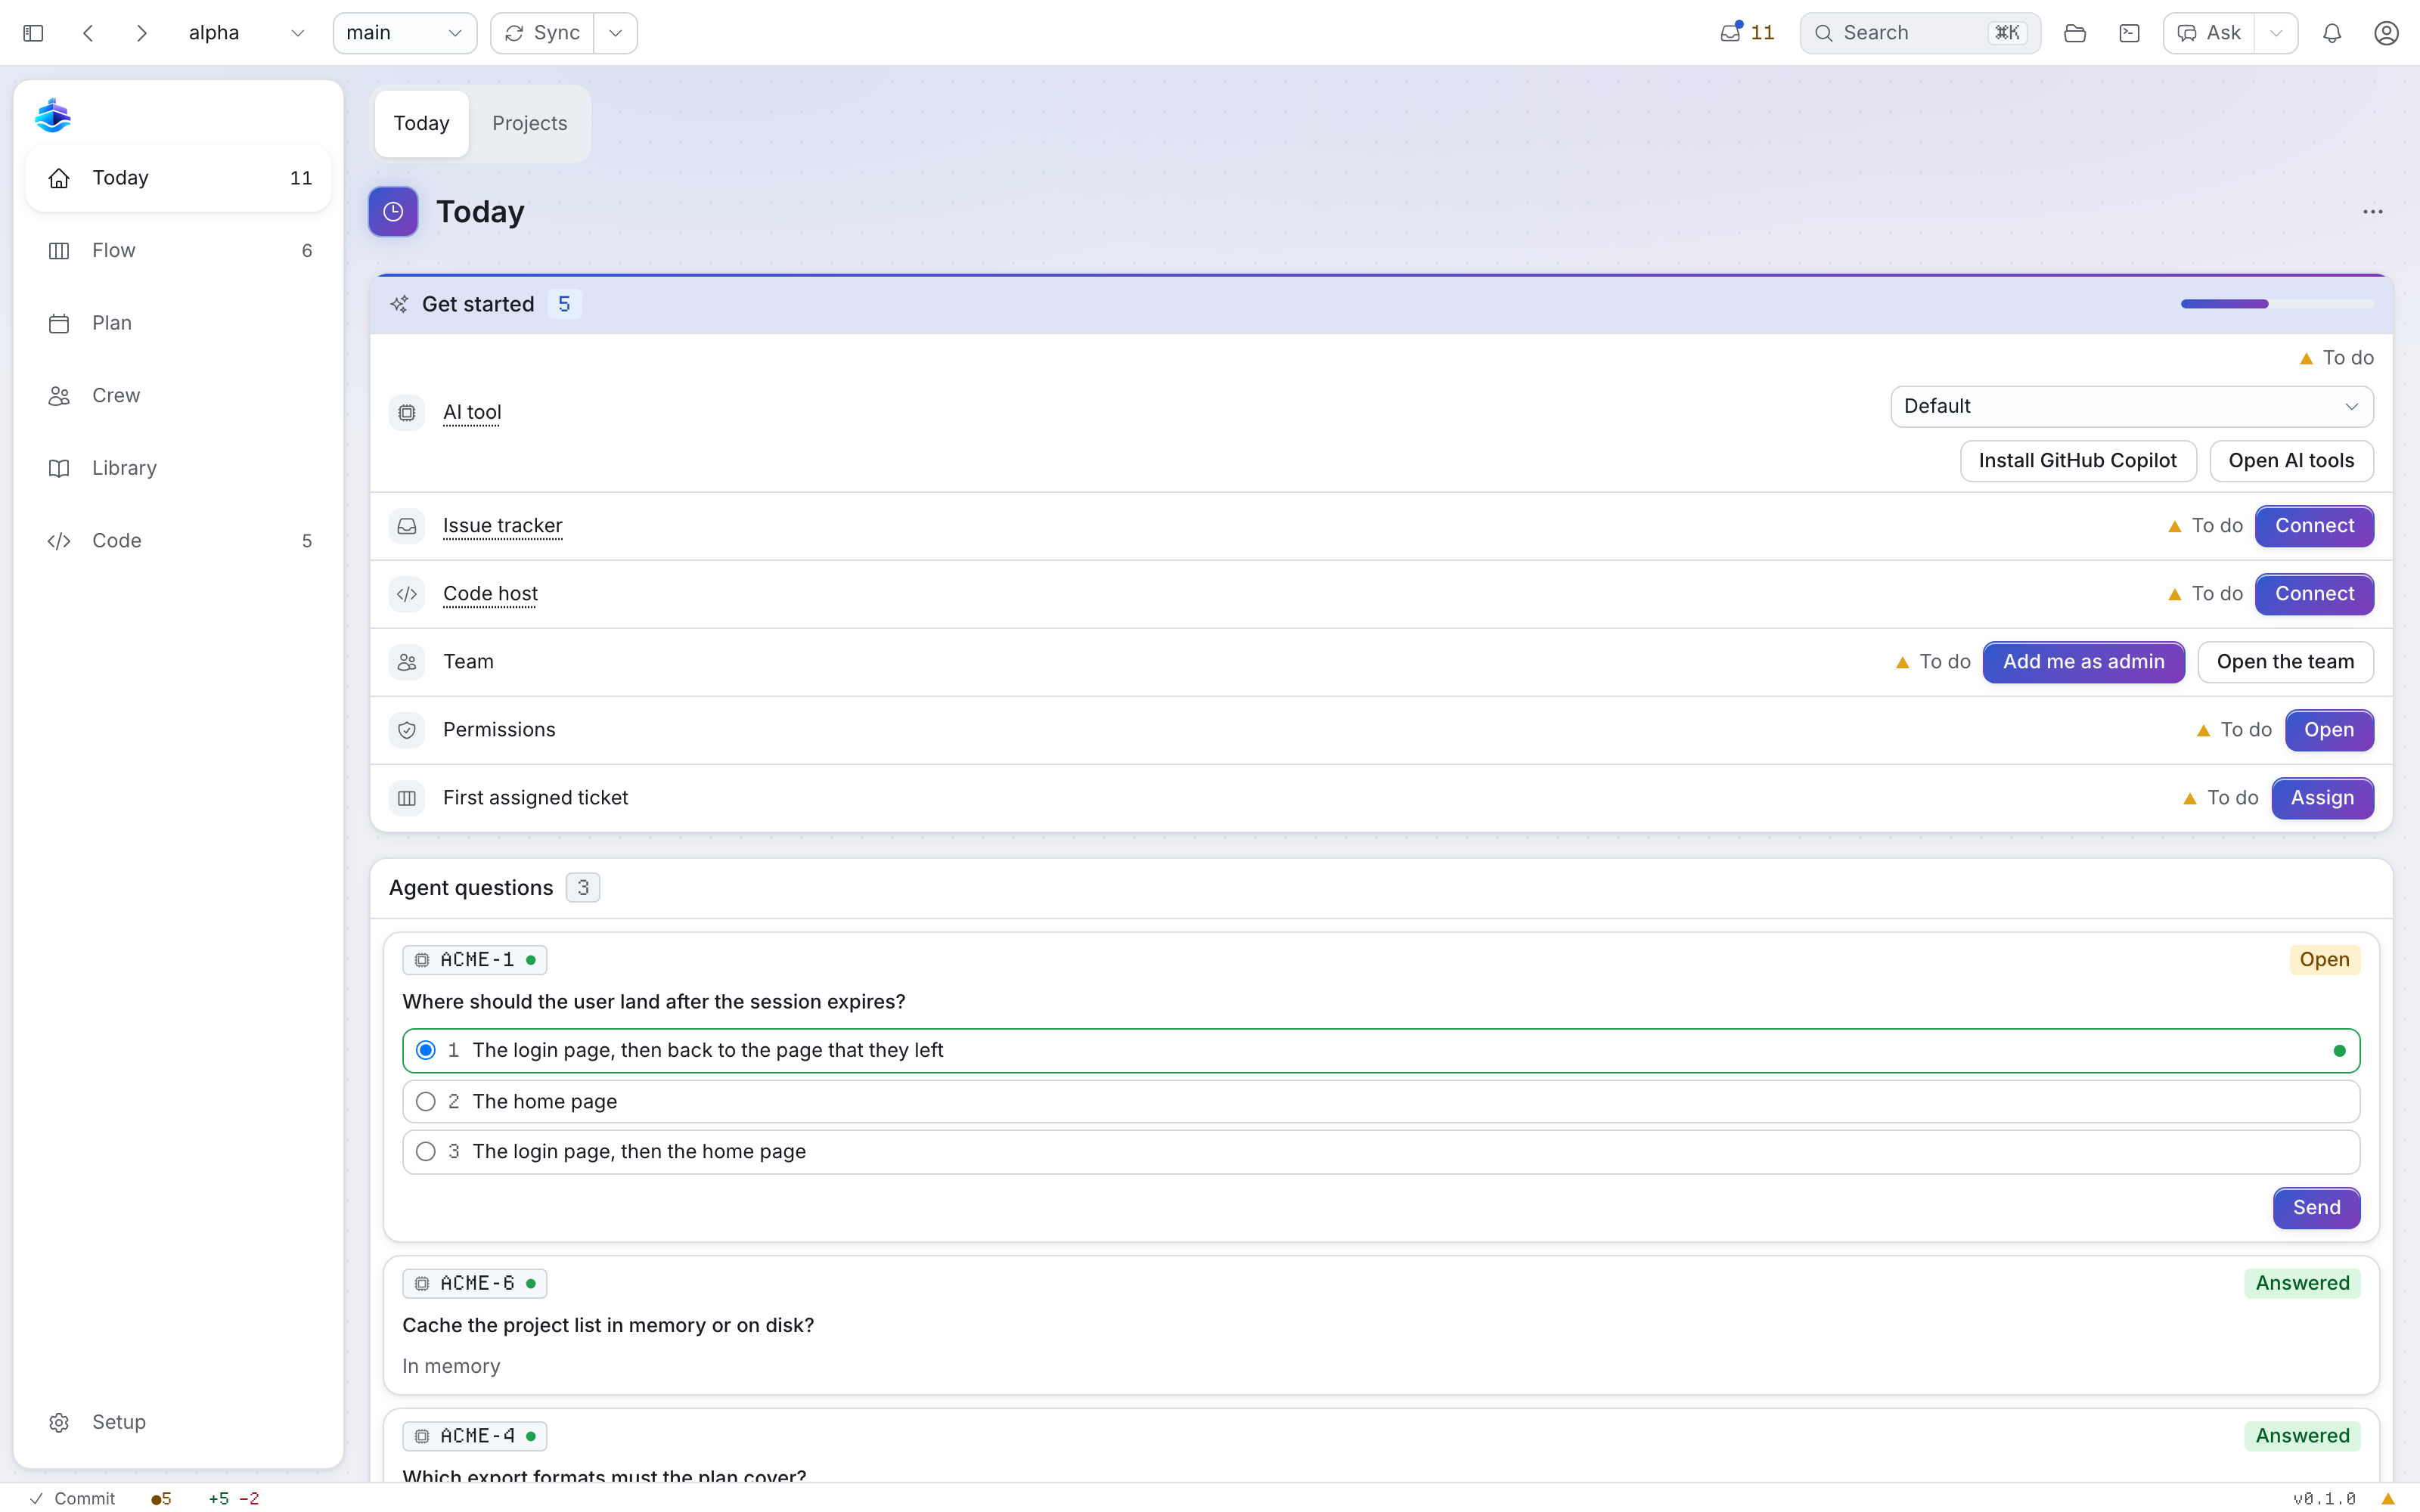 alpha main Sync 11 Search ⌘K Ask
Today Projects
Today 11
Flow 6
Plan
Crew
Library
Code 5
Setup
Today
Get started 5
To do
AI tool Default
Install GitHub Copilot Open AI tools
Issue tracker To do Connect
Code host To do Connect
Team To do Add me as admin Open the team
Permissions To do Open
First assigned ticket To do Assign
Agent questions 3
ACME-1 Open
Where should the user land after the session expires?
1 The login page, then back to the page that they left
2 The home page
3 The login page, then the home page
Send
ACME-6 Answered
Cache the project list in memory or on disk?
In memory
ACME-4 Answered
Which export formats must the plan cover?
Commit 5 +5 -2 v0.1.0